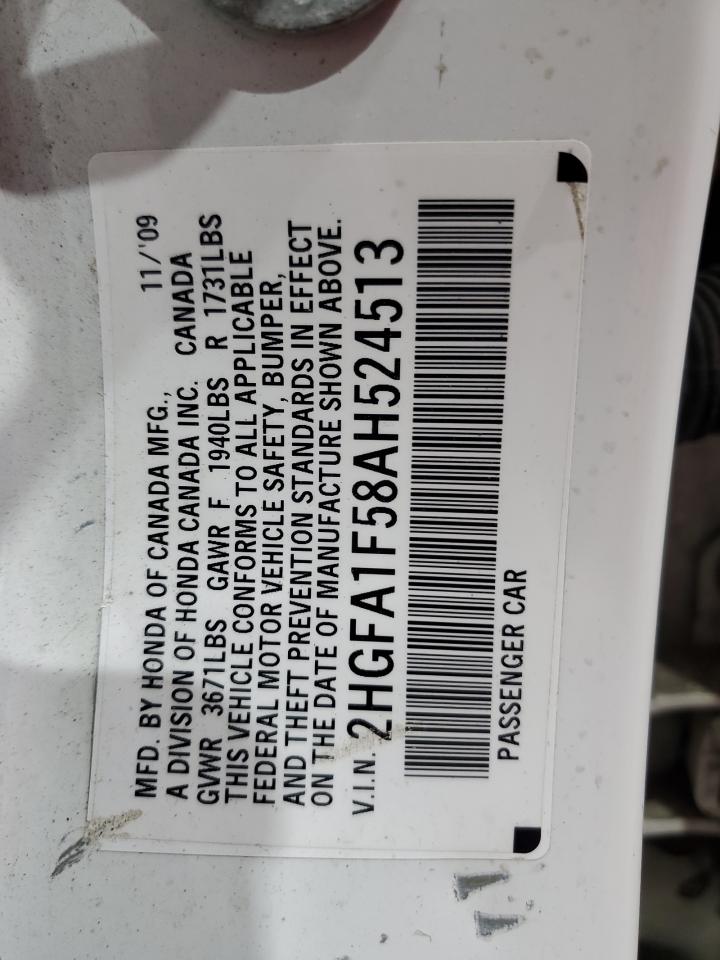 MFD. BY HONDA OF CANADA MFG., 11/'09
A DIVISION OF HONDA CANADA INC. CANADA
GVWR 3671LBS GAWR F 1940LBS R 1731LBS
THIS VEHICLE CONFORMS TO ALL APPLICABLE
FEDERAL MOTOR VEHICLE SAFETY, BUMPER,
AND THEFT PREVENTION STANDARDS IN EFFECT
ON THE DATE OF MANUFACTURE SHOWN ABOVE.
V.I.N. 2HGFA1F58AH524513
PASSENGER CAR